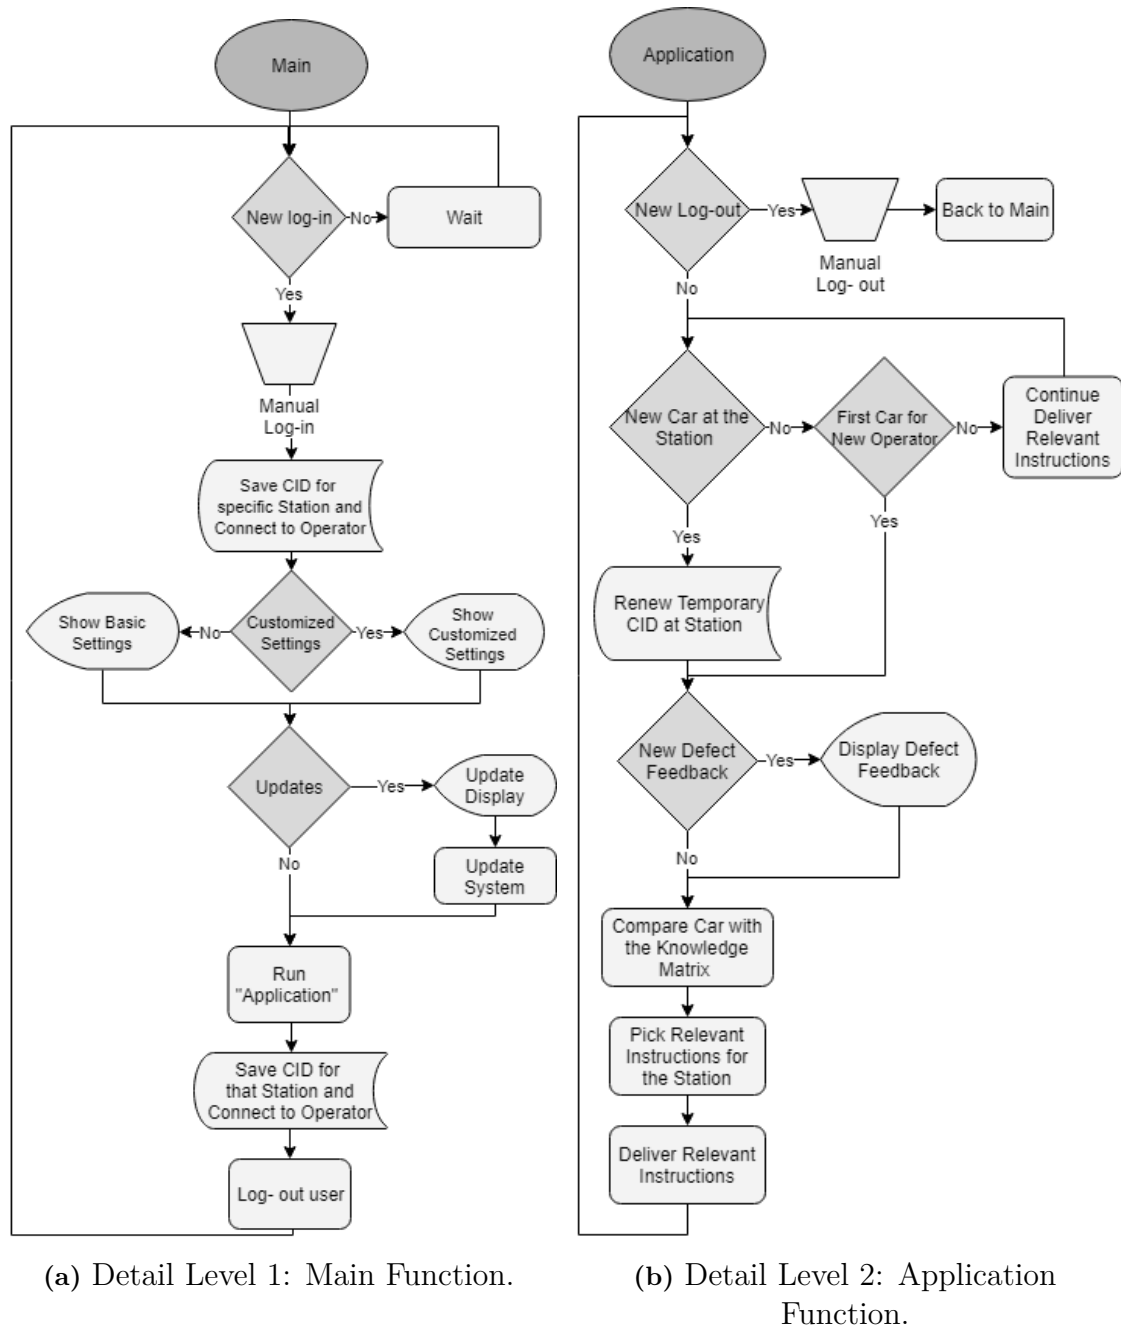 Main
New log-in
No
Wait
Yes
Manual
Log-in
Save CID for
specific Station and
Connect to Operator
Show Basic
Settings
No
Customized
Settings
Yes
Show
Customized
Settings
Updates
Yes
Update
Display
Update
System
No
Run
"Application"
Save CID for
that Station and
Connect to Operator
Log- out user
(a) Detail Level 1: Main Function.
Application
New Log-out
Yes
Manual
Log- out
Back to Main
No
New Car at the
Station
No
First Car for
New Operator
No
Continue
Deliver
Relevant
Instructions
Yes
Yes
Renew Temporary
CID at Station
New Defect
Feedback
Yes
Display Defect
Feedback
No
Compare Car with
the Knowledge
Matrix
Pick Relevant
Instructions for
the Station
Deliver Relevant
Instructions
(b) Detail Level 2: Application
Function.